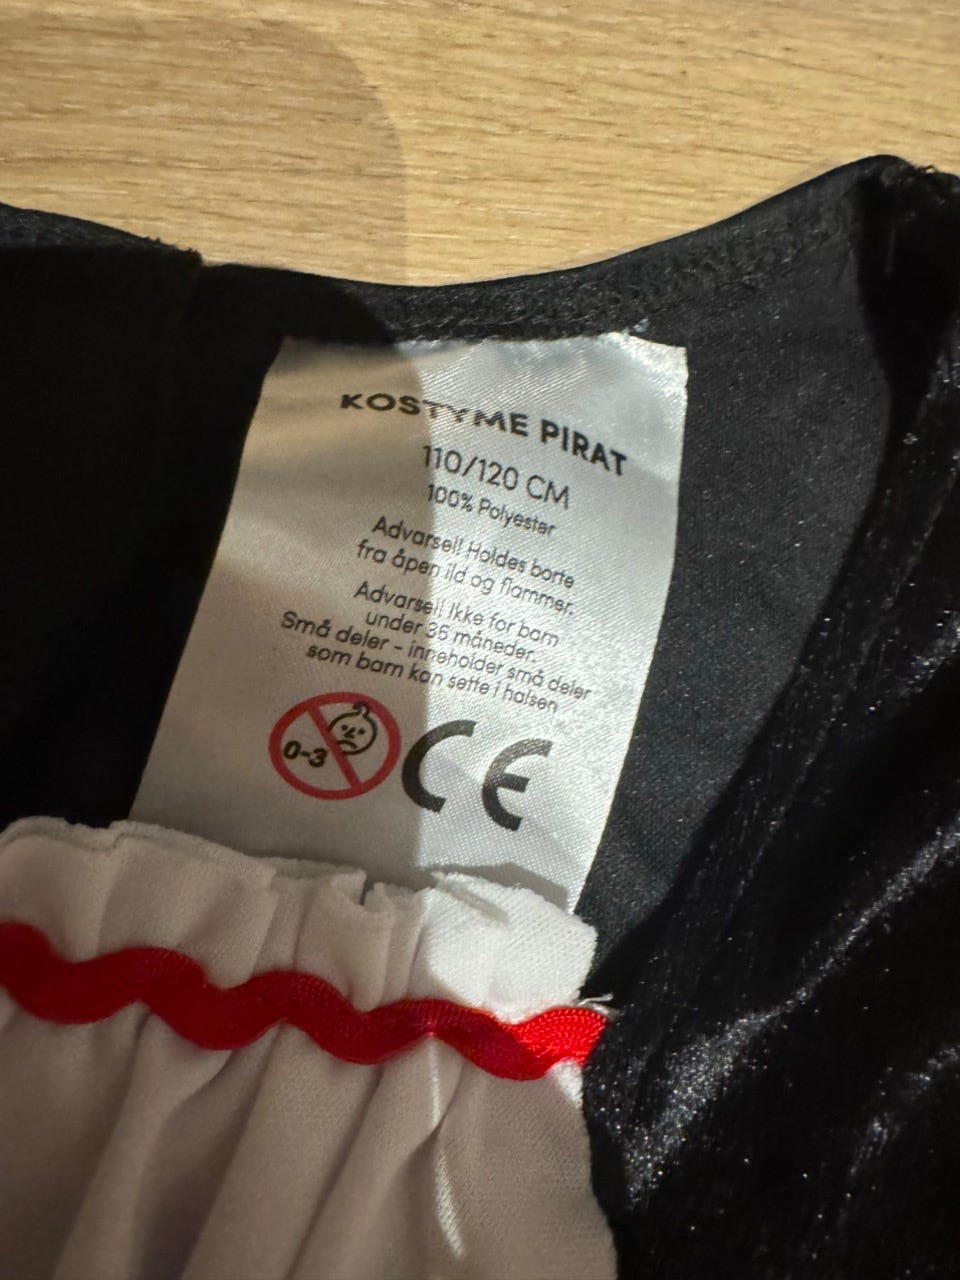 KOSTYME PIRAT
110/120 CM
100% Polyester
Advarsel! Holdes borte
fra åpen ild og flammer.
Advarsel! Ikke for barn
under 36 måneder.
Små deler - inneholder små deler
som barn kan sette i halsen
0-3
CE